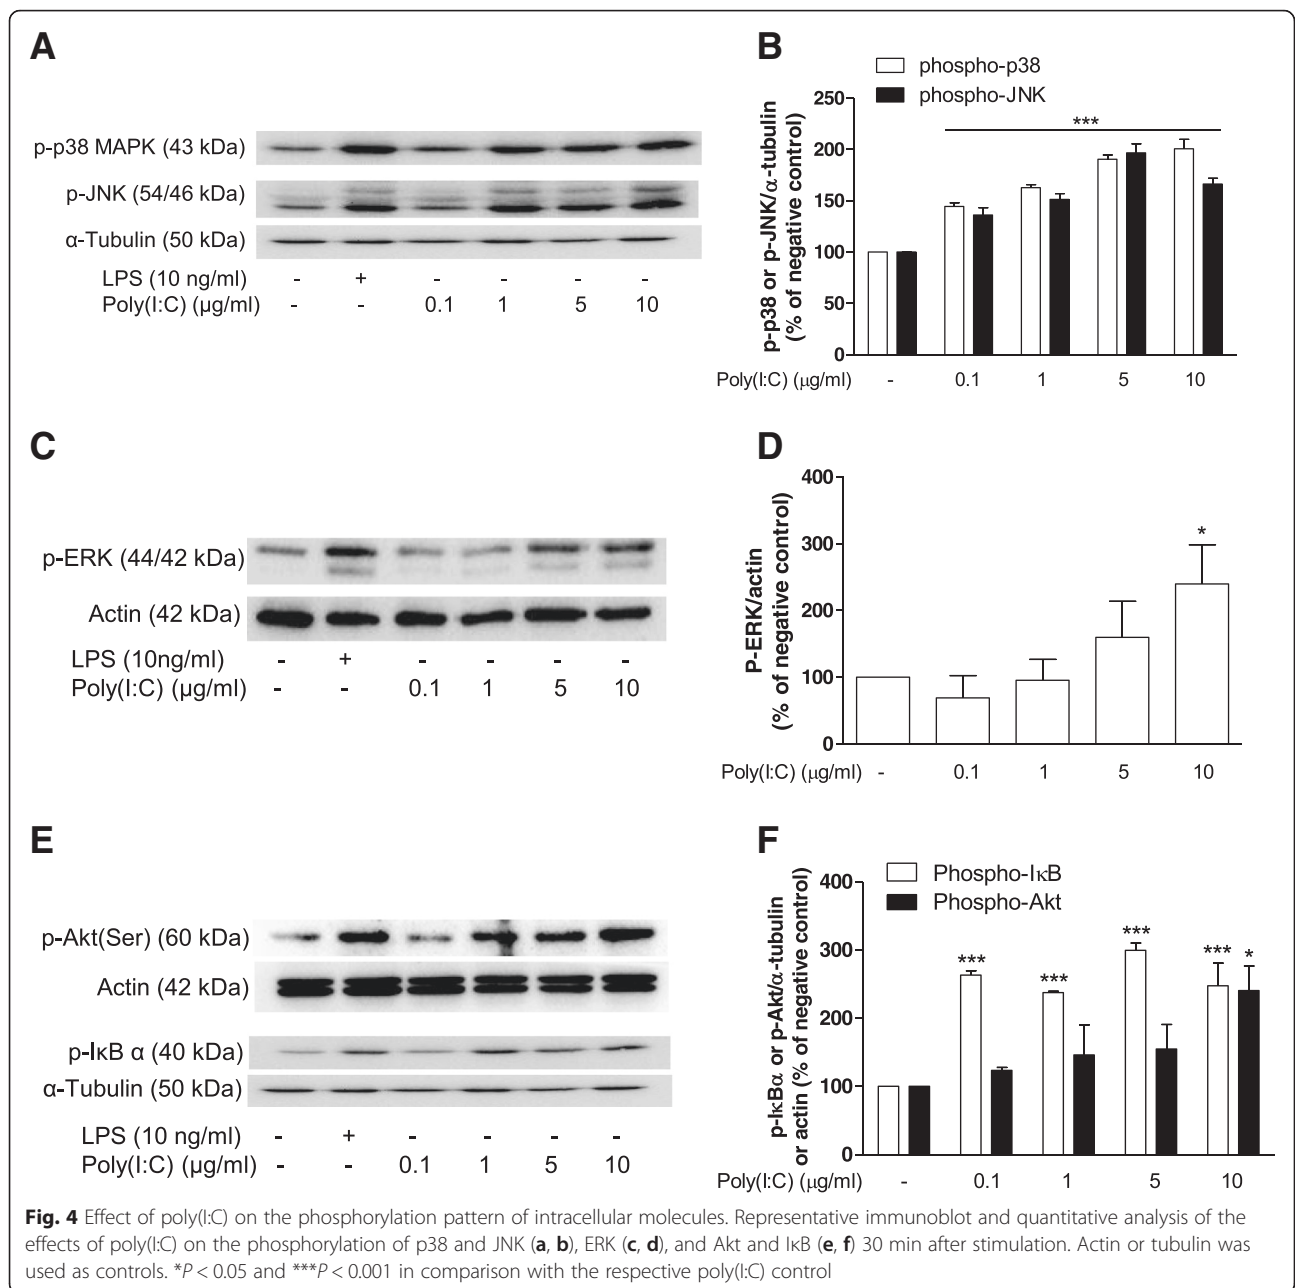 A
p-p38 MAPK (43 kDa)
p-JNK (54/46 kDa)
α-Tubulin (50 kDa)
LPS (10 ng/ml) - + - - - -
Poly(I:C) (µg/ml) - - 0.1 1 5 10
B
phospho-p38
phospho-JNK
p-p38 or p-JNK/α-tubulin
(% of negative control)
250
200
150
100
50
0
***
Poly(I:C) (µg/ml) - 0.1 1 5 10
C
p-ERK (44/42 kDa)
Actin (42 kDa)
LPS (10ng/ml) - + - - - -
Poly(I:C) (µg/ml) - - 0.1 1 5 10
D
P-ERK/actin
(% of negative control)
400
300
200
100
0
*
Poly(I:C) (µg/ml) - 0.1 1 5 10
E
p-Akt(Ser) (60 kDa)
Actin (42 kDa)
p-IκB α (40 kDa)
α-Tubulin (50 kDa)
LPS (10 ng/ml) - + - - - -
Poly(I:C) (µg/ml) - - 0.1 1 5 10
F
Phospho-IκB
Phospho-Akt
p-IκBα or p-Akt/α-tubulin
or actin (% of negative control)
400
300
200
100
0
*** *** *** *** *
Poly(I:C) (µg/ml) - 0.1 1 5 10
Fig. 4 Effect of poly(I:C) on the phosphorylation pattern of intracellular molecules. Representative immunoblot and quantitative analysis of the
effects of poly(I:C) on the phosphorylation of p38 and JNK (a, b), ERK (c, d), and Akt and IκB (e, f) 30 min after stimulation. Actin or tubulin was
used as controls. *P < 0.05 and ***P < 0.001 in comparison with the respective poly(I:C) control